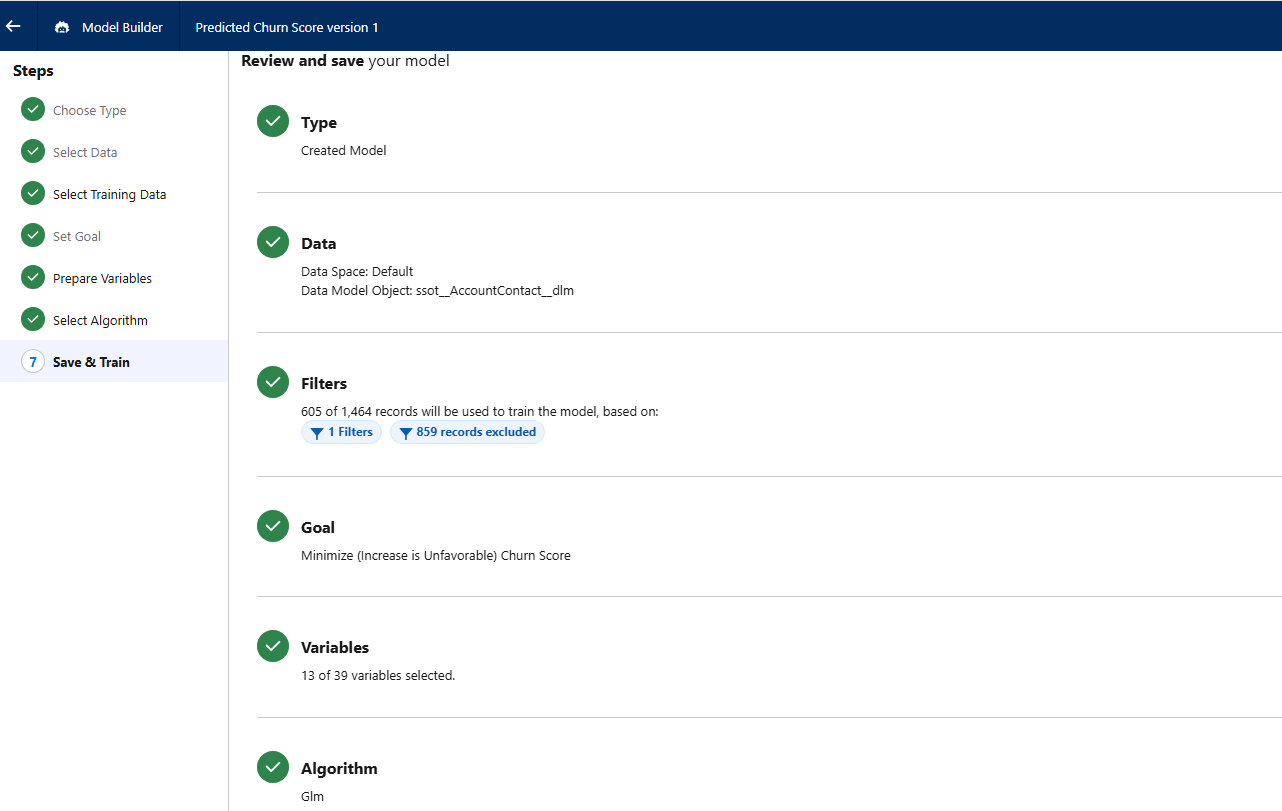 Model Builder
Predicted Churn Score version 1
Steps
Choose Type
Select Data
Select Training Data
Set Goal
Prepare Variables
Select Algorithm
7 Save & Train
Review and save your model
Type
Created Model
Data
Data Space: Default
Data Model Object: ssot__AccountContact__dlm
Filters
605 of 1,464 records will be used to train the model, based on:
1 Filters 859 records excluded
Goal
Minimize (Increase is Unfavorable) Churn Score
Variables
13 of 39 variables selected.
Algorithm
Glm